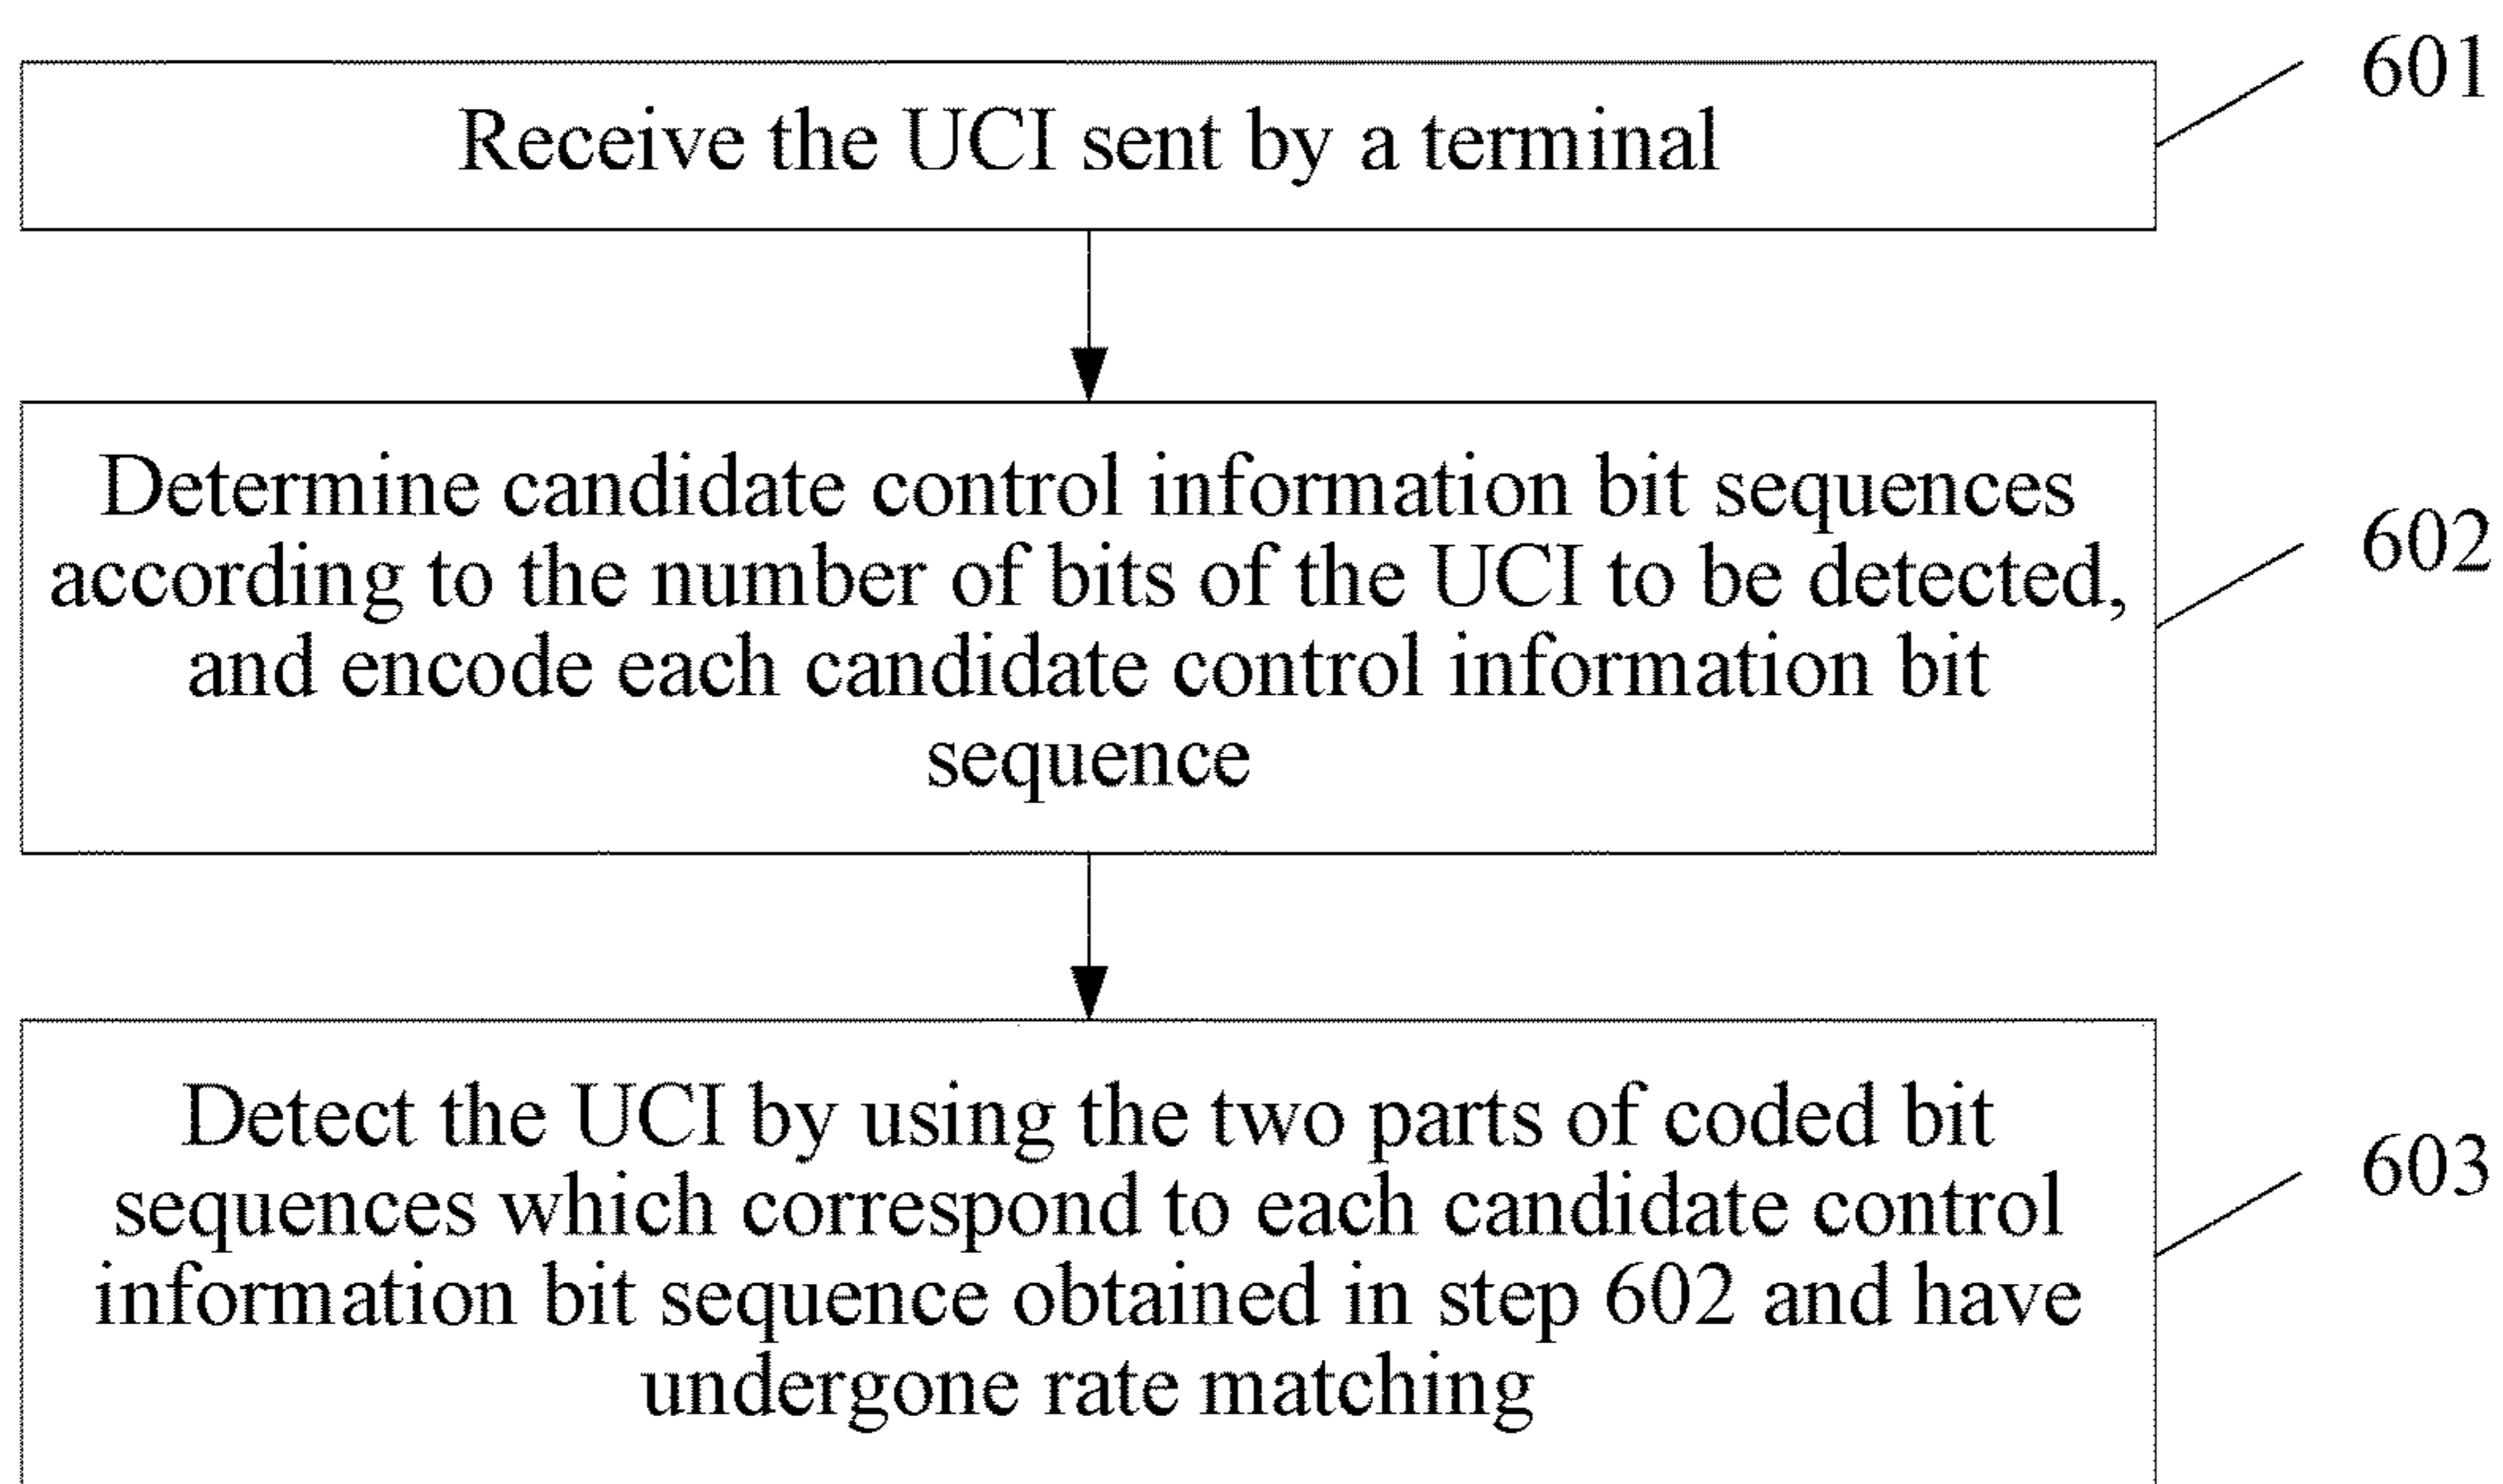 601
Receive the UCI sent by a terminal
Determine candidate control information bit sequences
602
according to the number of bits of the UCI to be detected,
and encode each candidate control information bit
sequence
Detect the UCI by using the two parts of coded bit
603
sequences which correspond to each candidate control
information bit sequence obtained in step 602 and have
undergone rate matching